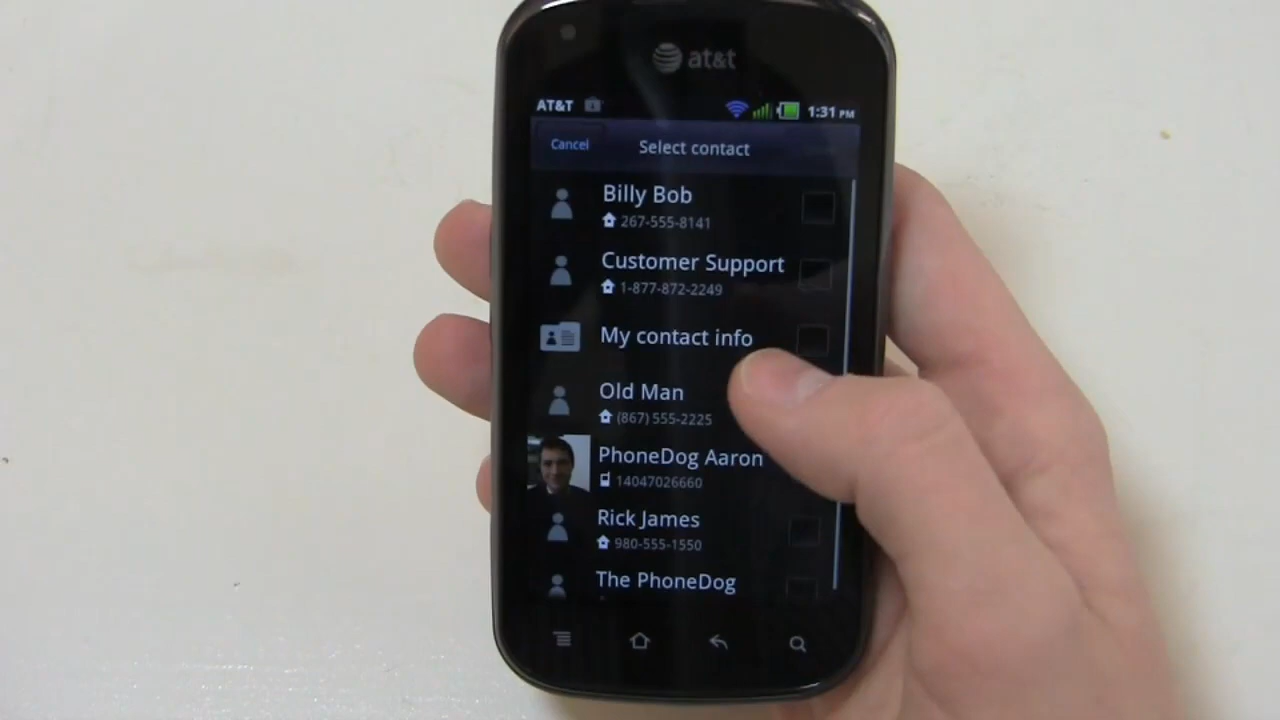 at&t
AT&T 1:31 PM
Cancel Select contact
Billy Bob
267-555-8141
Customer Support
1-877-872-2249
My contact info
Old Man
(867) 555-2225
PhoneDog Aaron
14047026660
Rick James
980-555-1550
The PhoneDog